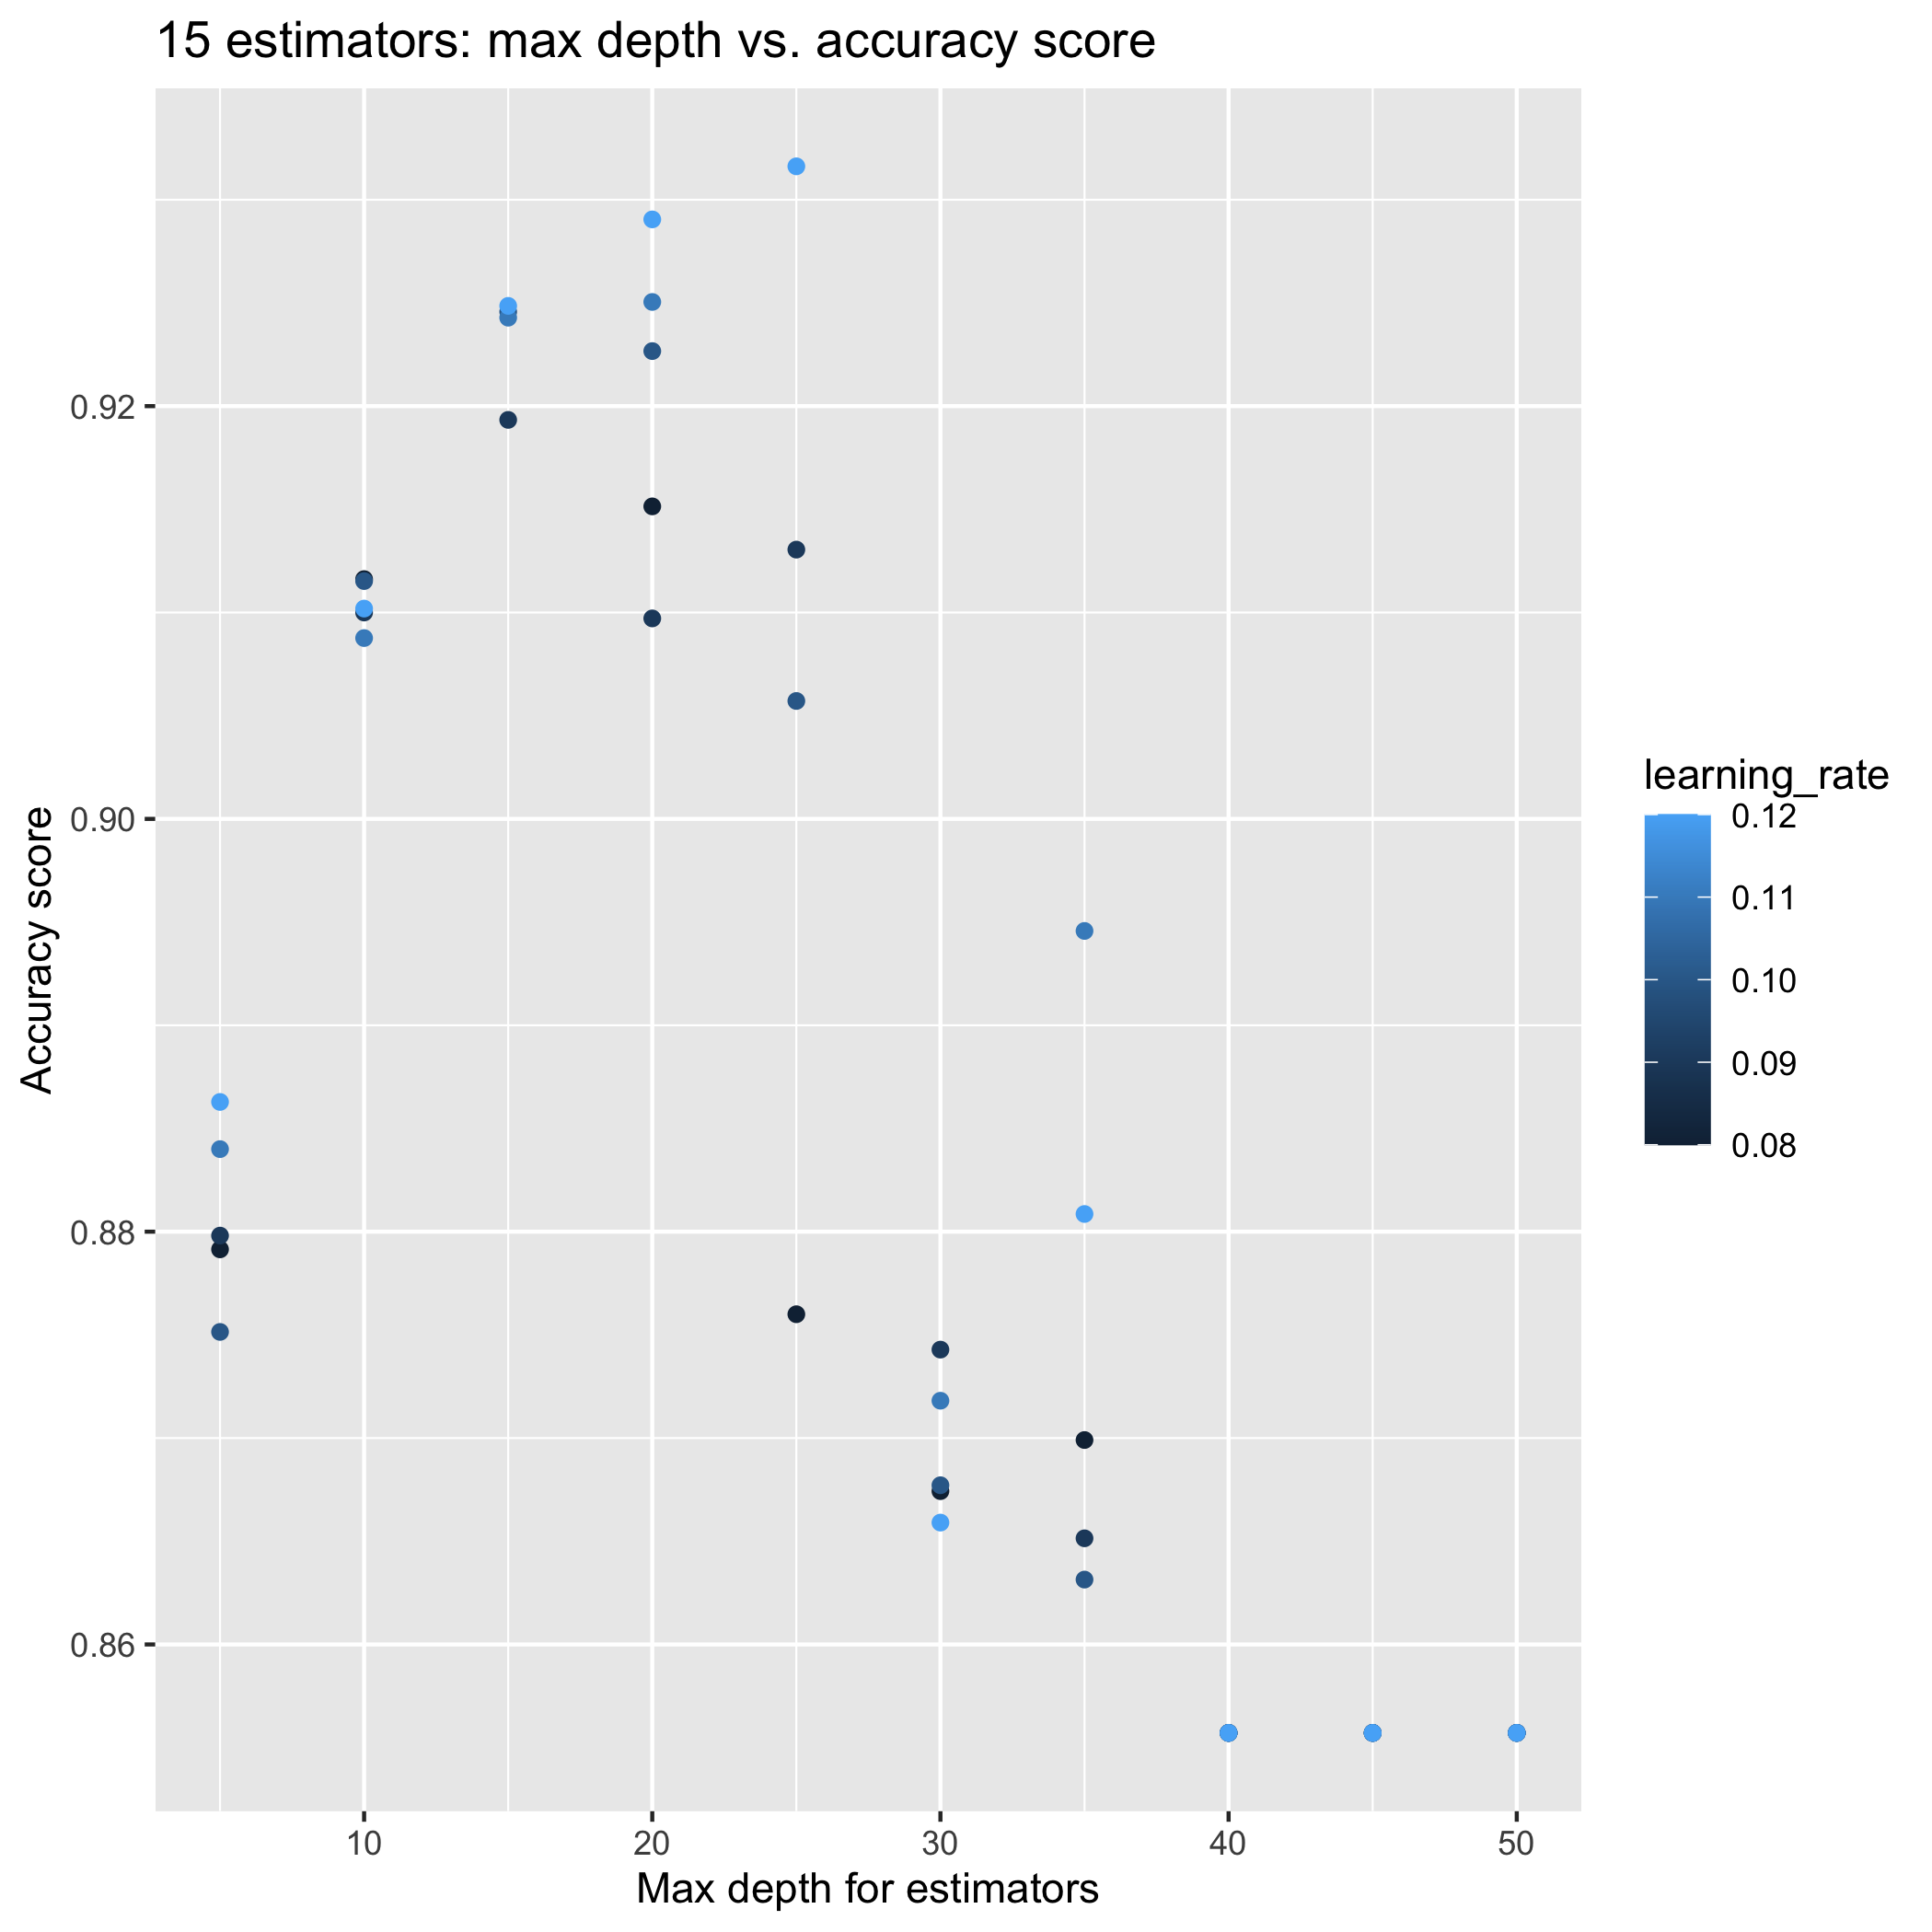 15 estimators: max depth vs. accuracy score
0.92
0.90
0.88
0.86
Accuracy score
10 20 30 40 50
Max depth for estimators
learning_rate
0.12
0.11
0.10
0.09
0.08